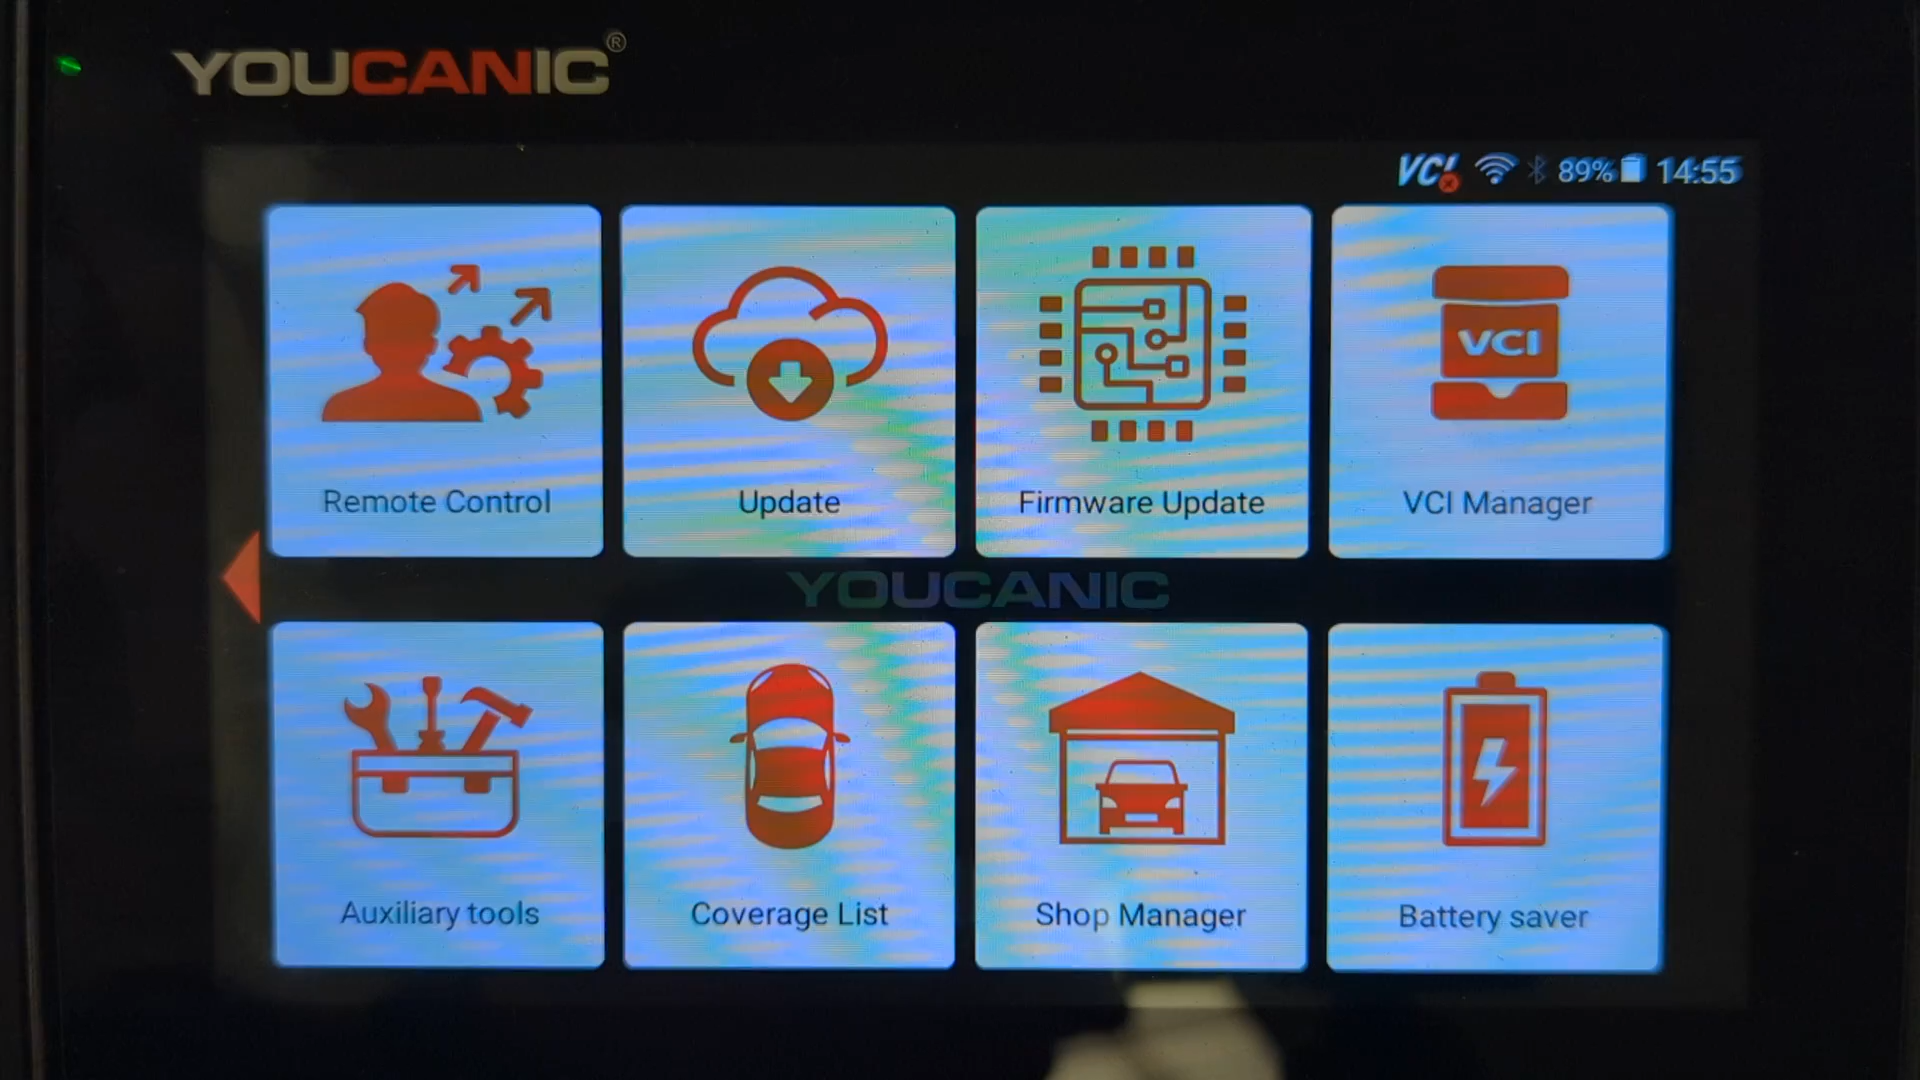 YOUCANIC®
VCI 89% 14:55
Remote Control
Update
Firmware Update
VCI
VCI Manager
YOUCANIC
Auxiliary tools
Coverage List
Shop Manager
Battery saver